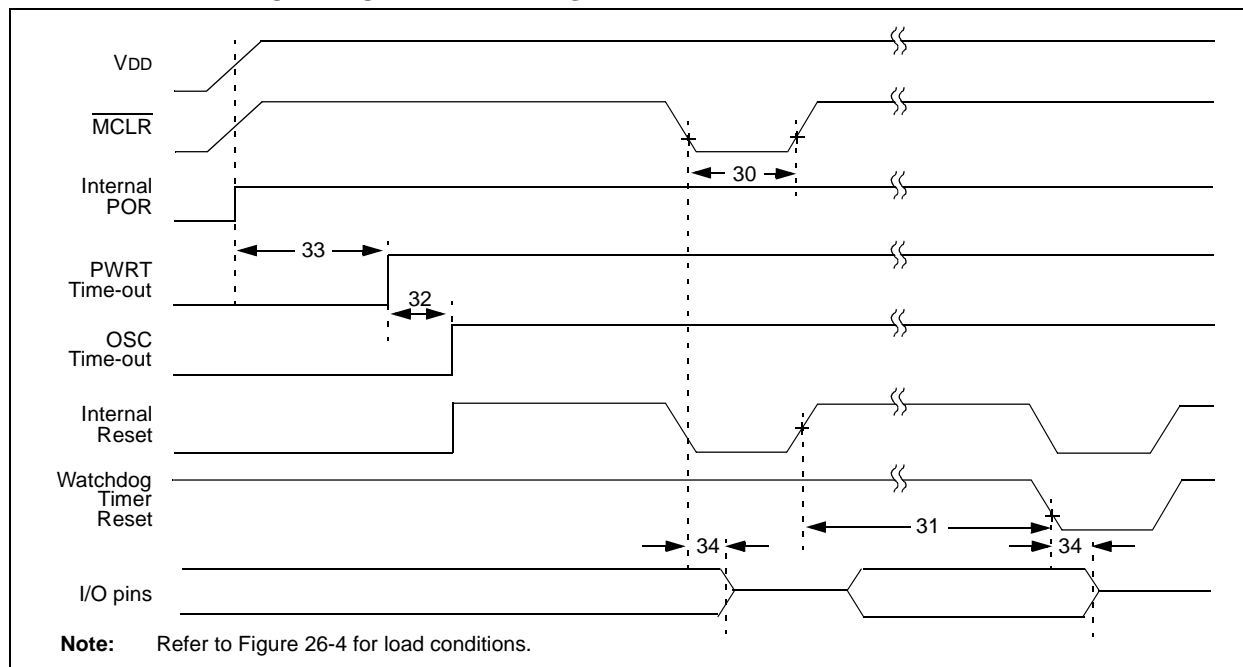 VDD
MCLR
30
Internal
POR
33
PWRT
Time-out
32
OSC
Time-out
Internal
Reset
Watchdog
Timer
Reset
31
34
34
I/O pins
Note: Refer to Figure 26-4 for load conditions.